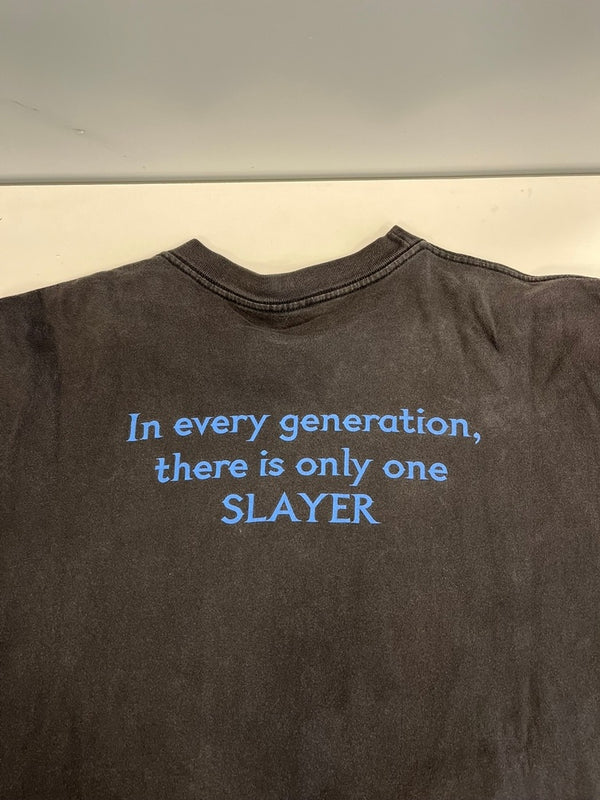 In every generation,
there is only one
SLAYER